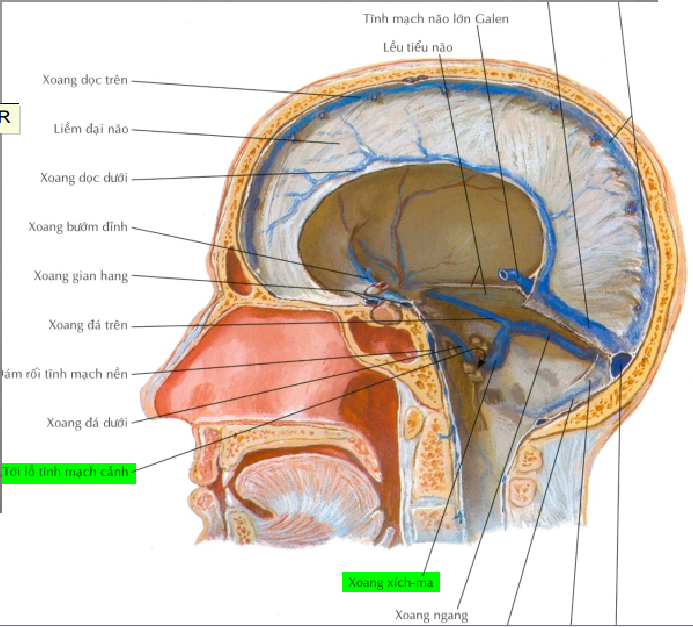 Tĩnh mạch não lớn Galen
Lều tiểu não
Xoang dọc trên
R
Liềm đại não
Xoang dọc dưới
Xoang bướm đỉnh
Xoang gian hang
Xoang đá trên
rối tĩnh mạch nền
Xoang đá dưới
Tới lỗ tĩnh mạch cảnh
Xoang xích-ma
Xoang ngang